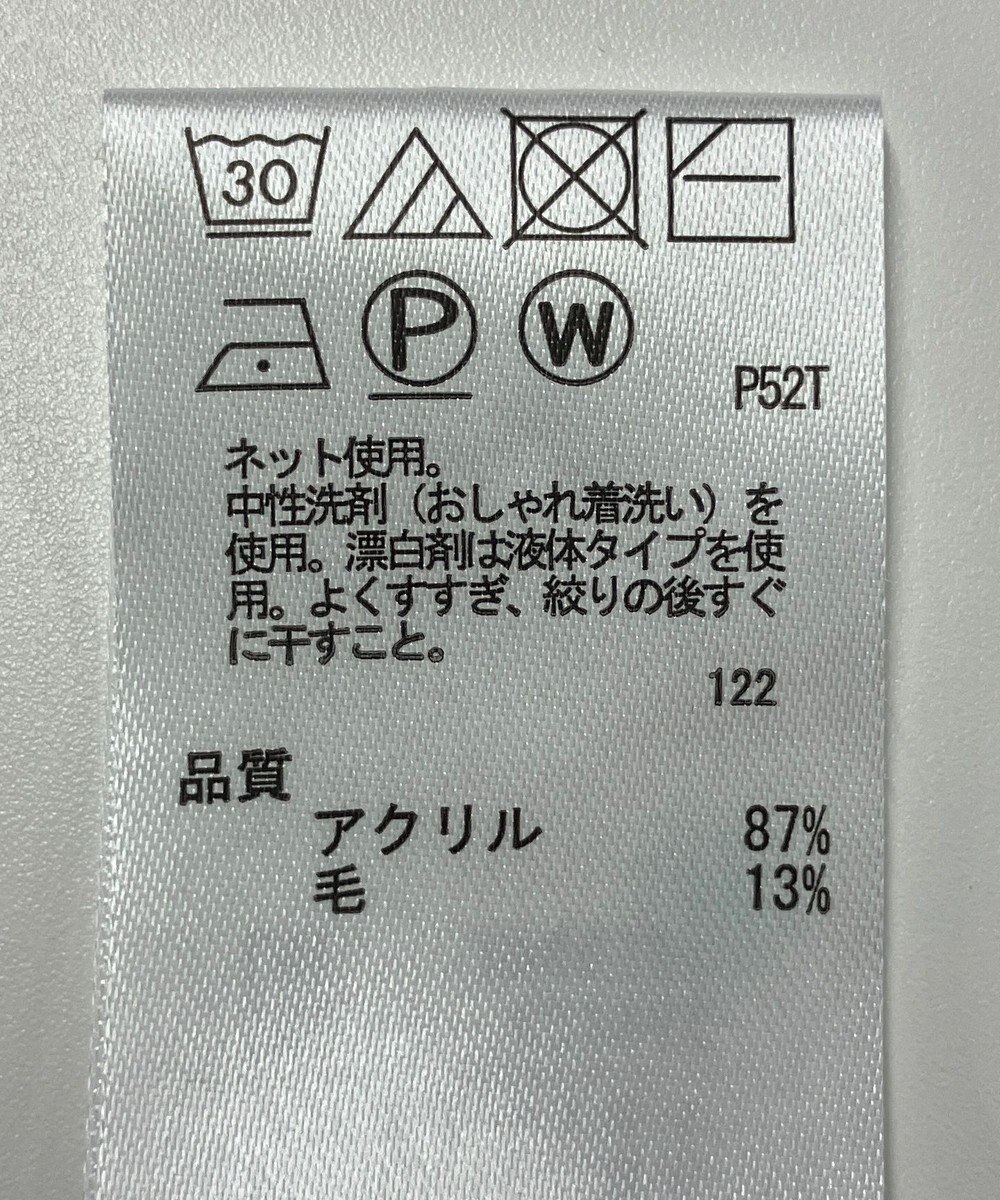 30
P W
P52T
ネット使用。
中性洗剤（おしゃれ着洗い）を
使用。漂白剤は液体タイプを使
用。よくすすぎ、絞りの後すぐ
に干すこと。
122
品質
アクリル 87%
毛 13%